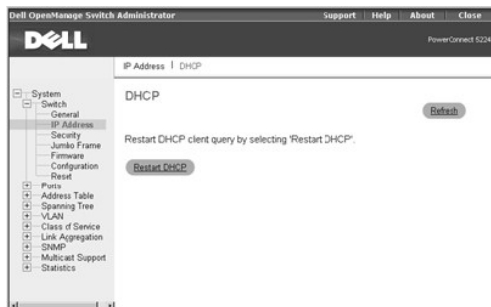 Dell OpenManage Switch Administrator Support Help About Close
DELL
PowerConnect 5224
IP Address DHCP
System
Switch
General
IP Address
Security
Jumbo Frame
Firmware
Configuration
Reset
Ports
Address Table
Spanning Tree
VLAN
Class of Service
Link Aggregation
SNMP
Multicast Support
Statistics
DHCP
Refresh
Restart DHCP client query by selecting 'Restart DHCP'.
Restart DHCP